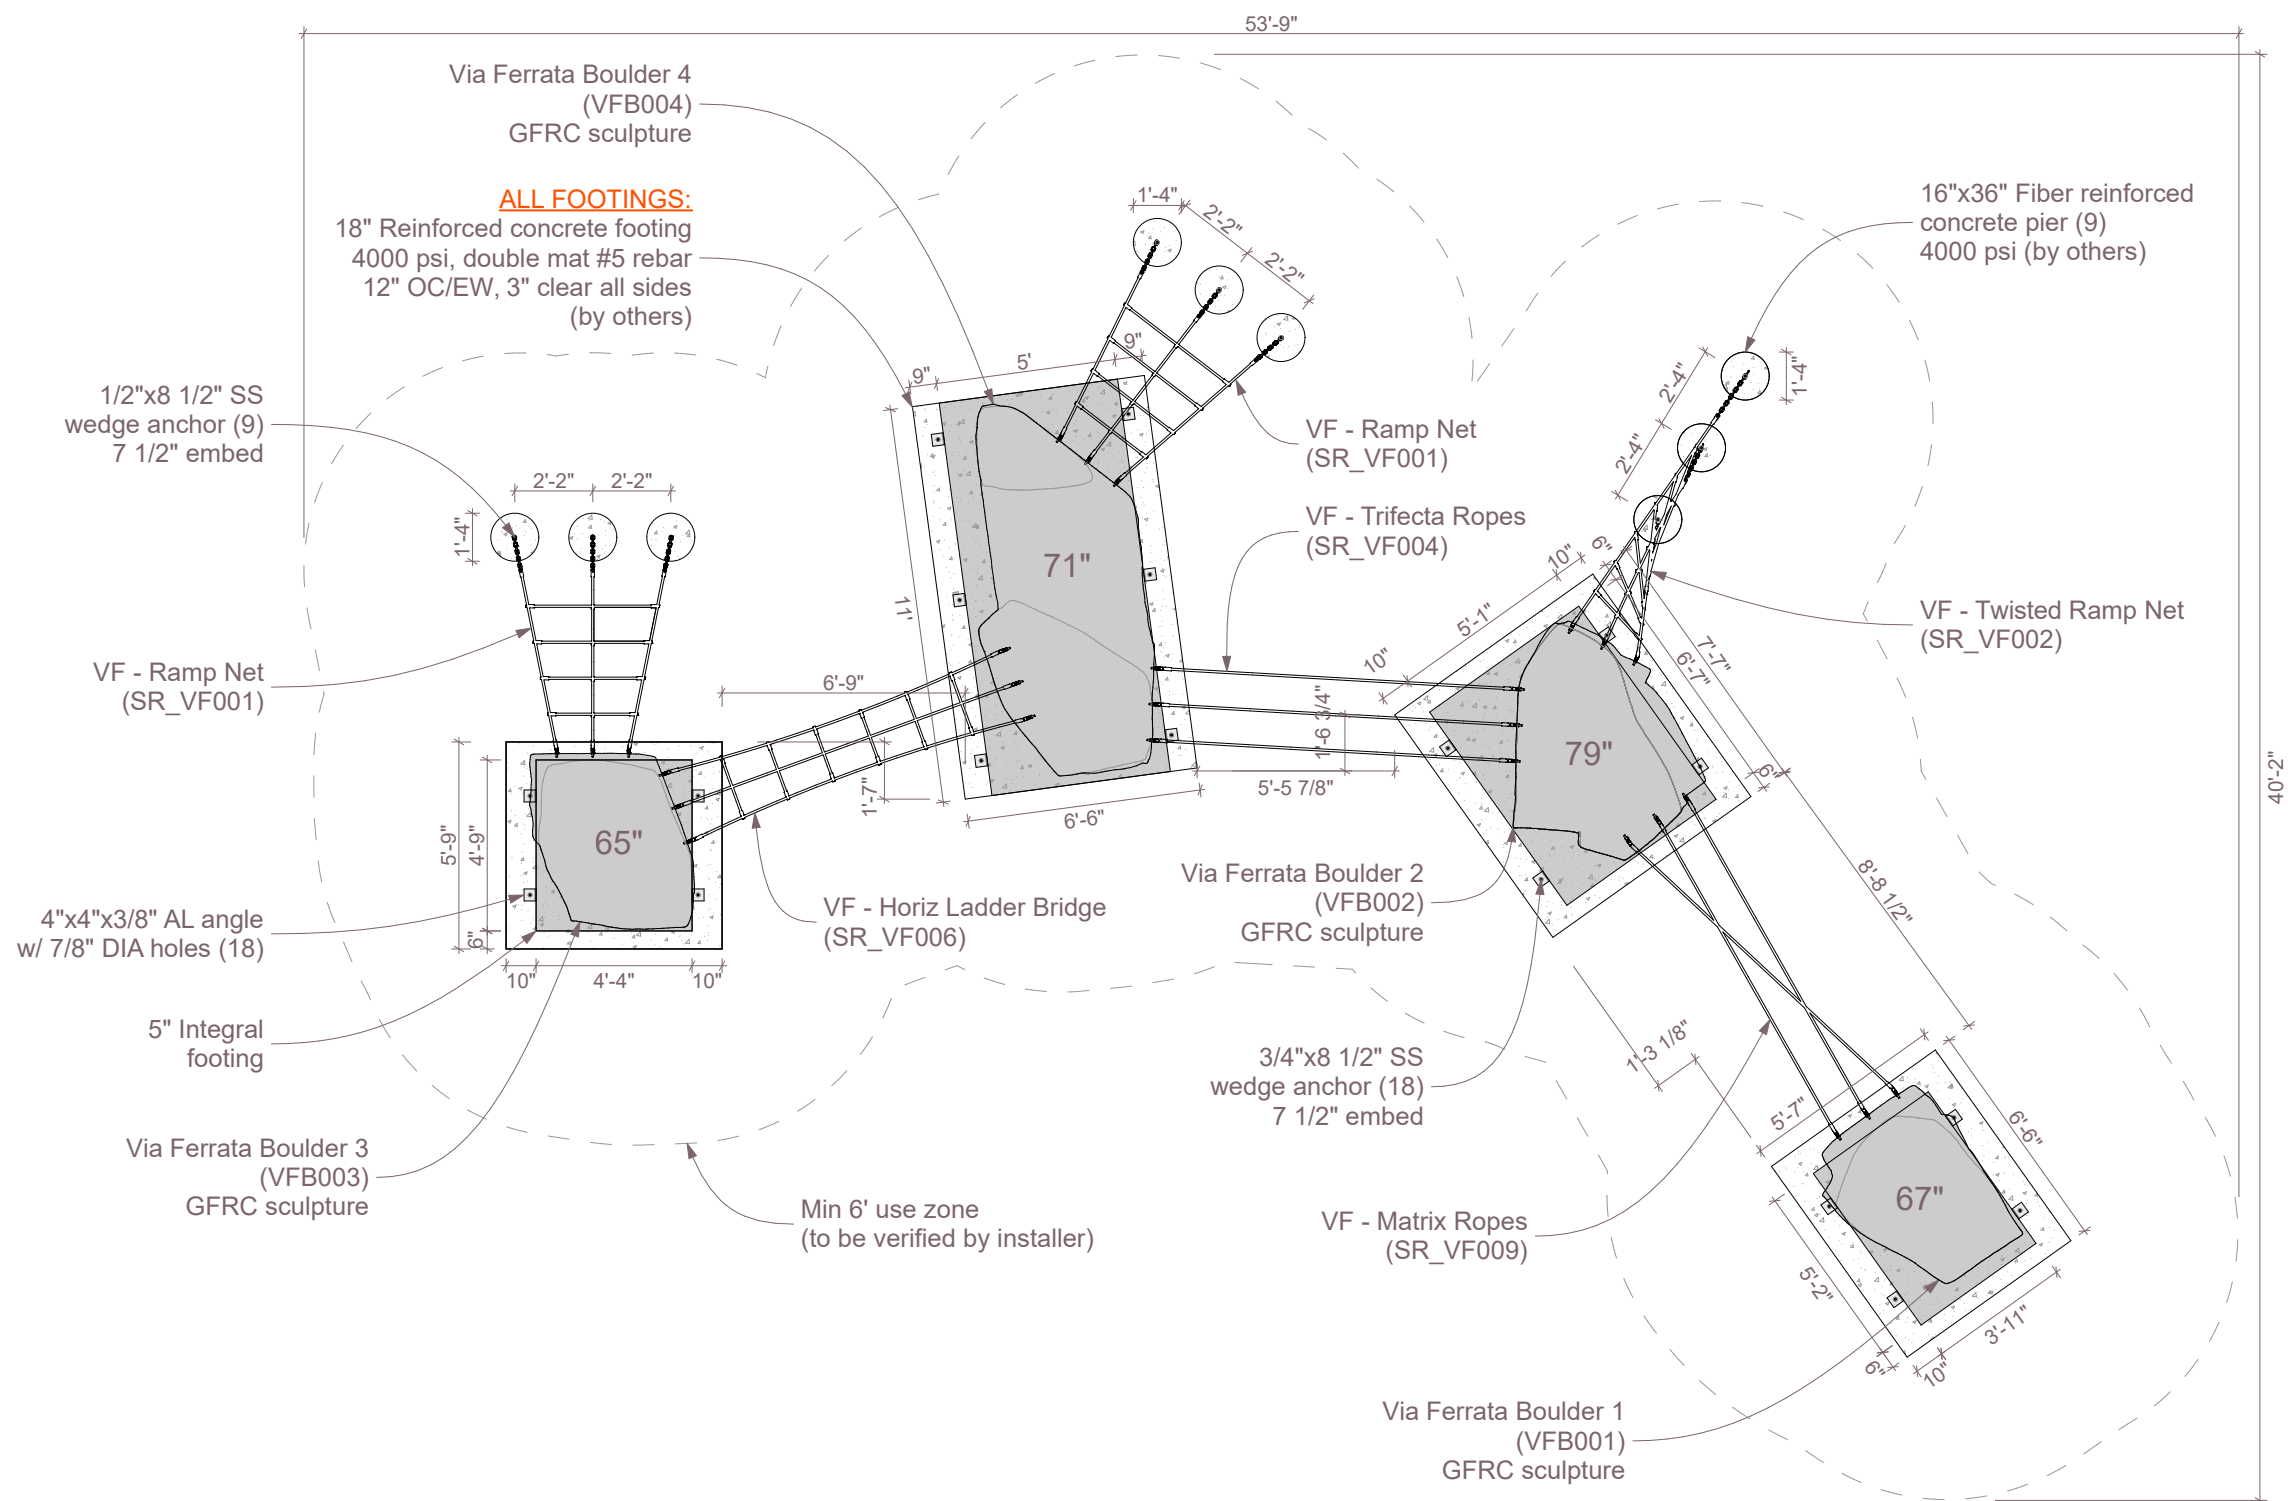 53'-9"
Via Ferrata Boulder 4
(VFB004)
GFRC sculpture
ALL FOOTINGS:
18" Reinforced concrete footing
4000 psi, double mat #5 rebar
12" OC/EW, 3" clear all sides
(by others)
1'-4"
2'-2"
2'-2"
16"x36" Fiber reinforced
concrete pier (9)
4000 psi (by others)
1/2"x8 1/2" SS
wedge anchor (9)
7 1/2" embed
9"
5'
9"
VF - Ramp Net
(SR_VF001)
2'-4"
1'-4"
2'-4"
2'-2"
2'-2"
1'-4"
VF - Trifecta Ropes
(SR_VF004)
71"
11'
10"
6"
5'-1"
10"
VF - Twisted Ramp Net
(SR_VF002)
7'-7"
6'-7"
VF - Ramp Net
(SR_VF001)
6'-9"
1'-6 3/4"
79"
6"
40'-2"
5'-5 7/8"
1'-7"
6'-6"
5'-9"
4'-9"
65"
6"
10"
4'-4"
10"
4"x4"x3/8" AL angle
w/ 7/8" DIA holes (18)
VF - Horiz Ladder Bridge
(SR_VF006)
Via Ferrata Boulder 2
(VFB002)
GFRC sculpture
8'-8 1/2"
5" Integral
footing
3/4"x8 1/2" SS
wedge anchor (18)
7 1/2" embed
1'-3 1/8"
5'-7"
6'-6"
Via Ferrata Boulder 3
(VFB003)
GFRC sculpture
Min 6' use zone
(to be verified by installer)
VF - Matrix Ropes
(SR_VF009)
67"
5'-2"
3'-11"
6"
10"
Via Ferrata Boulder 1
(VFB001)
GFRC sculpture